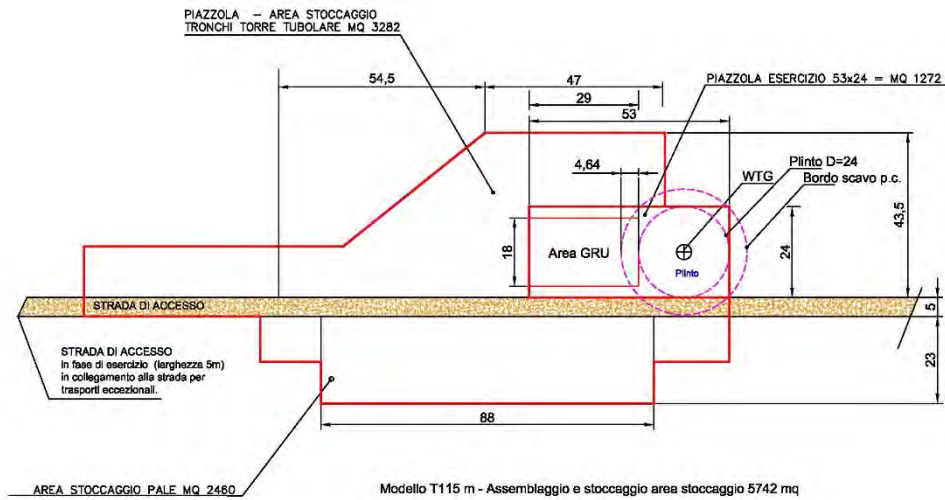 PIAZZOLA – AREA STOCCAGGIO
TRONCHI TORRE TUBOLARE MQ 3282
54,5
47
29
53
PIAZZOLA ESERCIZIO 53x24 = MQ 1272
4,64
WTG
Plinto D=24
Bordo scavo p.c.
18
Area GRU
Plinto
24
43,5
STRADA DI ACCESSO
5
STRADA DI ACCESSO
in fase di esercizio (larghezza 5m)
in collegamento alla strada per
trasporti eccezionali.
23
88
AREA STOCCAGGIO PALE MQ 2460
Modello T115 m - Assemblaggio e stoccaggio area stoccaggio 5742 mq